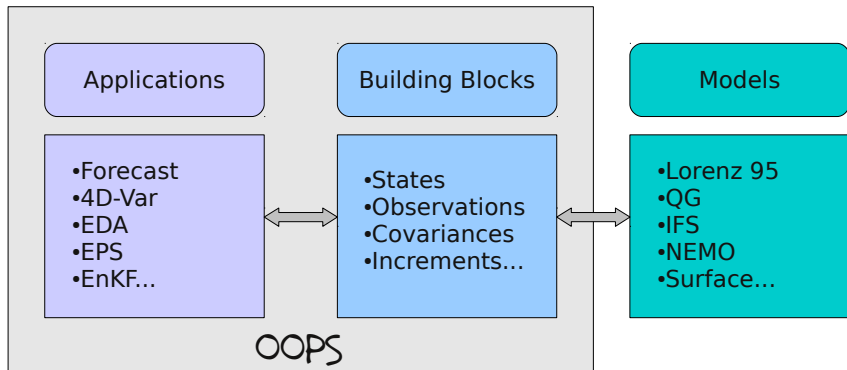 Applications
Building Blocks
Models
•Forecast
•4D-Var
•EDA
•EPS
•EnKF...
•States
•Observations
•Covariances
•Increments...
•Lorenz 95
•QG
•IFS
•NEMO
•Surface...
OOPS